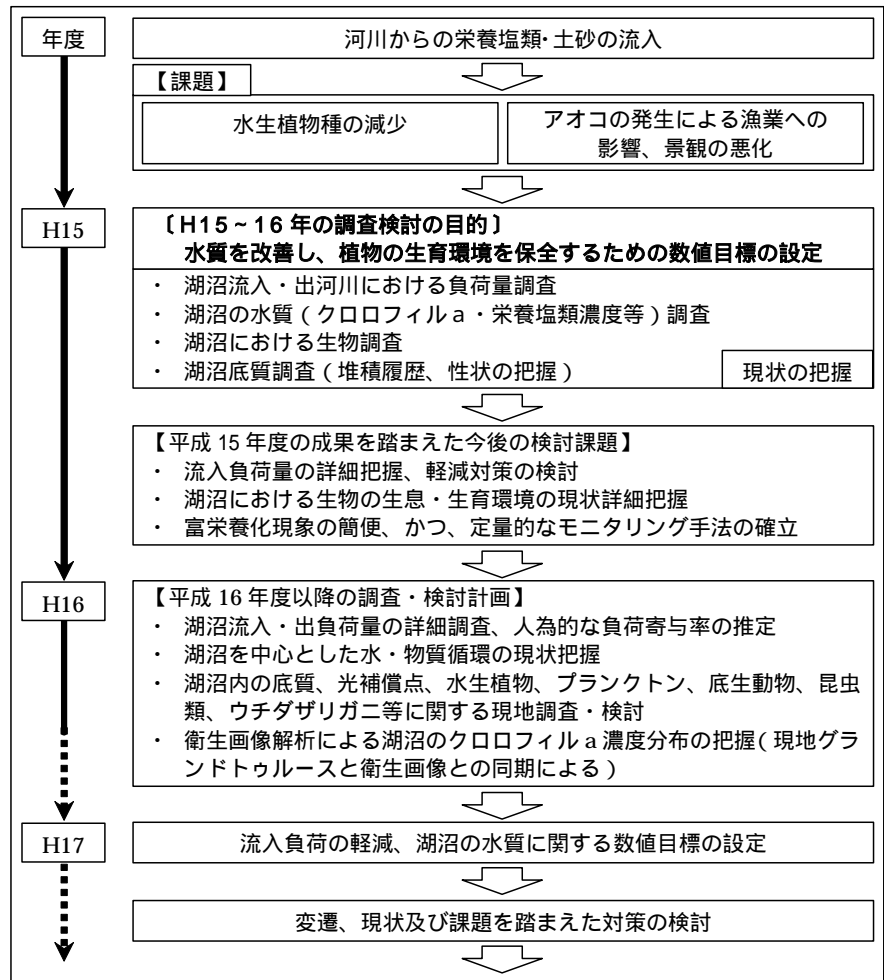 年度
河川からの栄養塩類・土砂の流入
【課題】
水生植物種の減少
アオコの発生による漁業への
影響、景観の悪化
H15
〔H15~16年の調査検討の目的〕
水質を改善し、植物の生育環境を保全するための数値目標の設定
・ 湖沼流入・出河川における負荷量調査
・ 湖沼の水質(クロロフィルa・栄養塩類濃度等)調査
・ 湖沼における生物調査
・ 湖沼底質調査(堆積履歴、性状の把握)
現状の把握
【平成15年度の成果を踏まえた今後の検討課題】
・ 流入負荷量の詳細把握、軽減対策の検討
・ 湖沼における生物の生息・生育環境の現状詳細把握
・ 富栄養化現象の簡便、かつ、定量的なモニタリング手法の確立
H16
【平成16年度以降の調査・検討計画】
・ 湖沼流入・出負荷量の詳細調査、人為的な負荷寄与率の推定
・ 湖沼を中心とした水・物質循環の現状把握
・ 湖沼内の底質、光補償点、水生植物、プランクトン、底生動物、昆虫
類、ウチダザリガニ等に関する現地調査・検討
・ 衛生画像解析による湖沼のクロロフィルa濃度分布の把握(現地グラ
ンドトゥルースと衛生画像との同期による)
H17
流入負荷の軽減、湖沼の水質に関する数値目標の設定
変遷、現状及び課題を踏まえた対策の検討